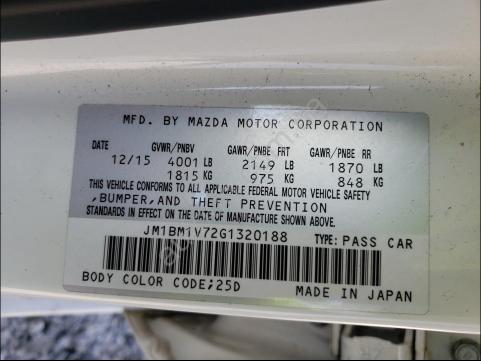 MFD. BY MAZDA MOTOR CORPORATION
DATE GVWR/PNBV GAWR/PNBE FRT GAWR/PNBE RR
12/15 4001 LB 2149 LB 1870 LB
1815 KG 975 KG 848 KG
THIS VEHICLE CONFORMS TO ALL APPLICABLE FEDERAL MOTOR VEHICLE SAFETY
,BUMPER,AND THEFT PREVENTION
STANDARDS IN EFFECT ON THE DATE OF MANUFACTURE SHOWN ABOVE.
JM1BM1V72G1320188 TYPE: PASS CAR
BODY COLOR CODE;25D MADE IN JAPAN